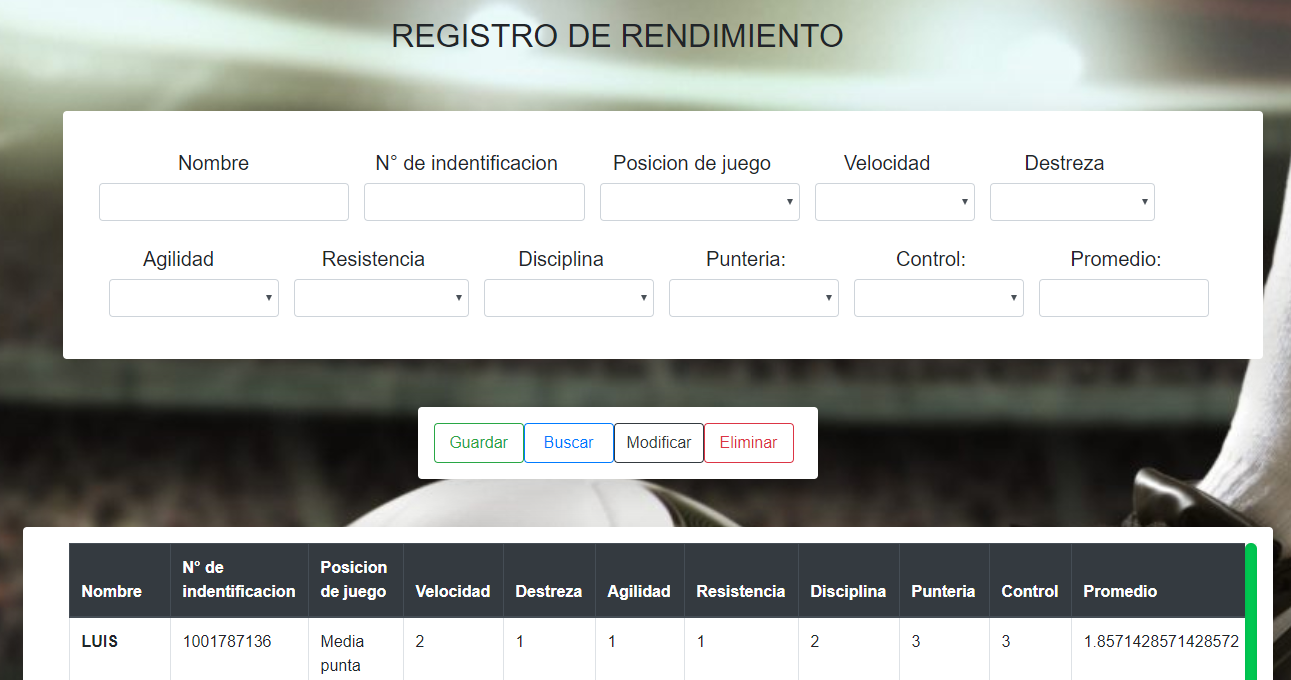 REGISTRO DE RENDIMIENTO
Nombre N° de indentificacion Posicion de juego Velocidad Destreza
Agilidad Resistencia Disciplina Punteria: Control: Promedio:
Guardar Buscar Modificar Eliminar
Nombre N° de indentificacion Posicion de juego Velocidad Destreza Agilidad Resistencia Disciplina Punteria Control Promedio
LUIS 1001787136 Media punta 2 1 1 1 2 3 3 1.8571428571428572